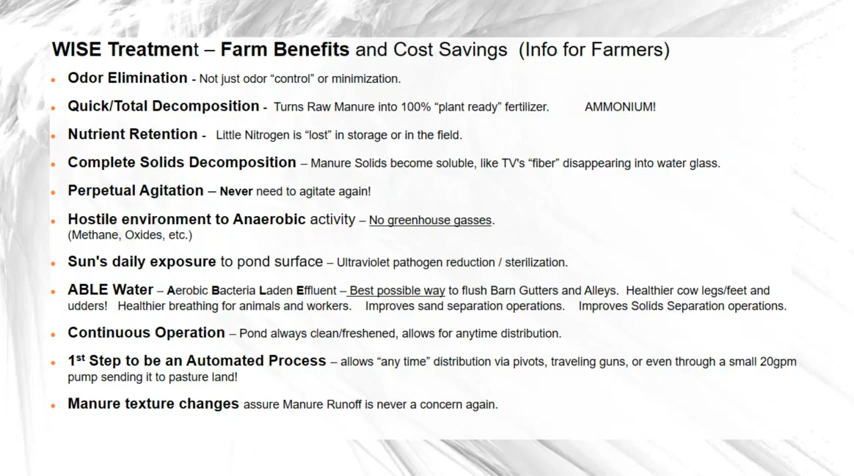 WISE Treatment – Farm Benefits and Cost Savings (Info for Farmers)
• Odor Elimination - Not just odor “control” or minimization.
• Quick/Total Decomposition - Turns Raw Manure into 100% “plant ready” fertilizer. AMMONIUM!
• Nutrient Retention - Little Nitrogen is “lost” in storage or in the field.
• Complete Solids Decomposition – Manure Solids become soluble, like TV's “fiber” disappearing into water glass.
• Perpetual Agitation – Never need to agitate again!
• Hostile environment to Anaerobic activity – No greenhouse gasses.
(Methane, Oxides, etc.)
• Sun's daily exposure to pond surface – Ultraviolet pathogen reduction / sterilization.
• ABLE Water – Aerobic Bacteria Laden Effluent – Best possible way to flush Barn Gutters and Alleys. Healthier cow legs/feet and
udders! Healthier breathing for animals and workers. Improves sand separation operations. Improves Solids Separation operations.
• Continuous Operation – Pond always clean/freshened, allows for anytime distribution.
• 1st Step to be an Automated Process – allows “any time” distribution via pivots, traveling guns, or even through a small 20gpm
pump sending it to pasture land!
• Manure texture changes assure Manure Runoff is never a concern again.